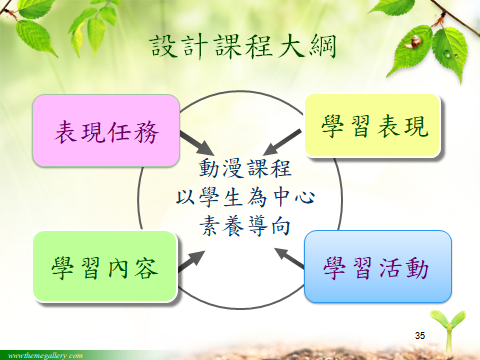 設計課程大綱
表現任務
學習表現
動漫課程
以學生為中心
素養導向
學習內容
學習活動
35
www.themegallery.com